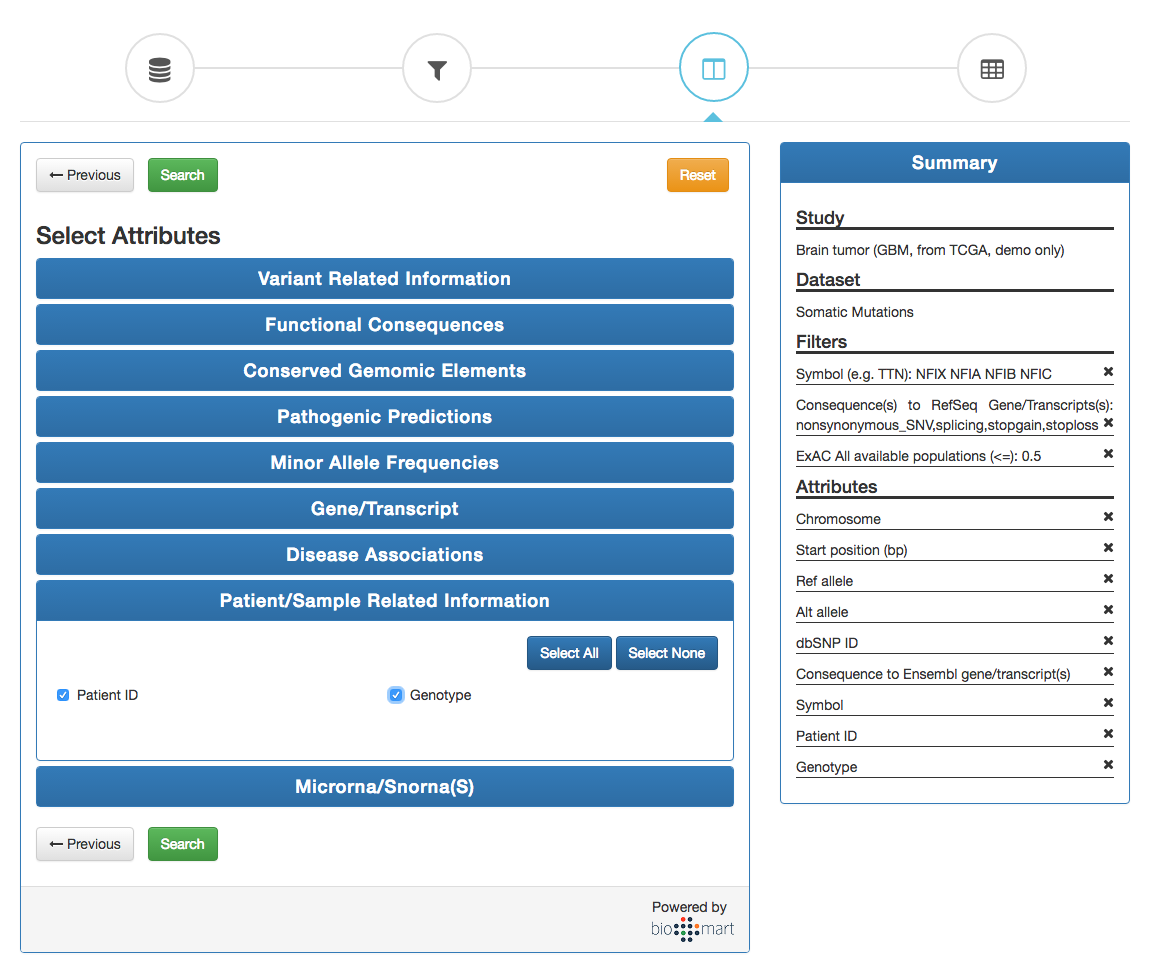 ← Previous
Search
Reset
Select Attributes
Variant Related Information
Functional Consequences
Conserved Gemomic Elements
Pathogenic Predictions
Minor Allele Frequencies
Gene/Transcript
Disease Associations
Patient/Sample Related Information
Select All
Select None
Patient ID
Genotype
Microrna/Snorna(S)
← Previous
Search
Powered by
bio mart
Summary
Study
Brain tumor (GBM, from TCGA, demo only)
Dataset
Somatic Mutations
Filters
Symbol (e.g. TTN): NFIX NFIA NFIB NFIC
Consequence(s) to RefSeq Gene/Transcripts(s):
nonsynonymous_SNV,splicing,stopgain,stoploss
ExAC All available populations (<=): 0.5
Attributes
Chromosome
Start position (bp)
Ref allele
Alt allele
dbSNP ID
Consequence to Ensembl gene/transcript(s)
Symbol
Patient ID
Genotype